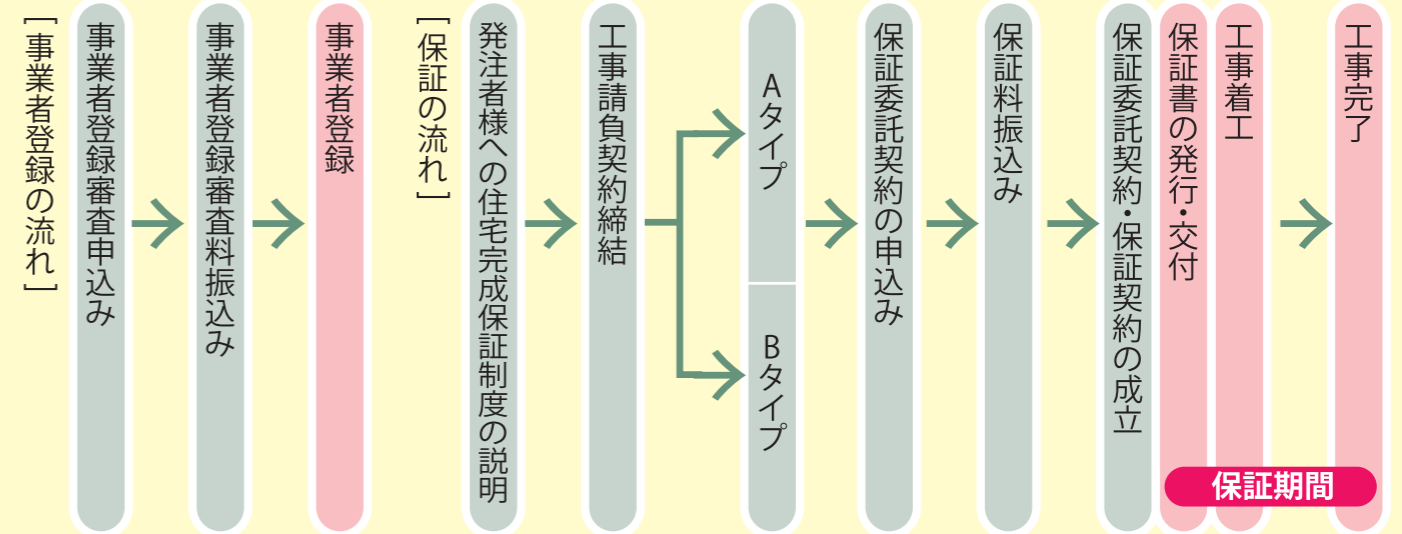 [事業者登録の流れ]
事業者登録審査申込み
事業者登録審査料振込み
事業者登録
[保証の流れ]
発注者様への住宅完成保証制度の説明
工事請負契約締結
Aタイプ
Bタイプ
保証委託契約の申込み
保証料振込み
保証委託契約・保証契約の成立
保証書の発行・交付
工事着工
工事完了
保証期間